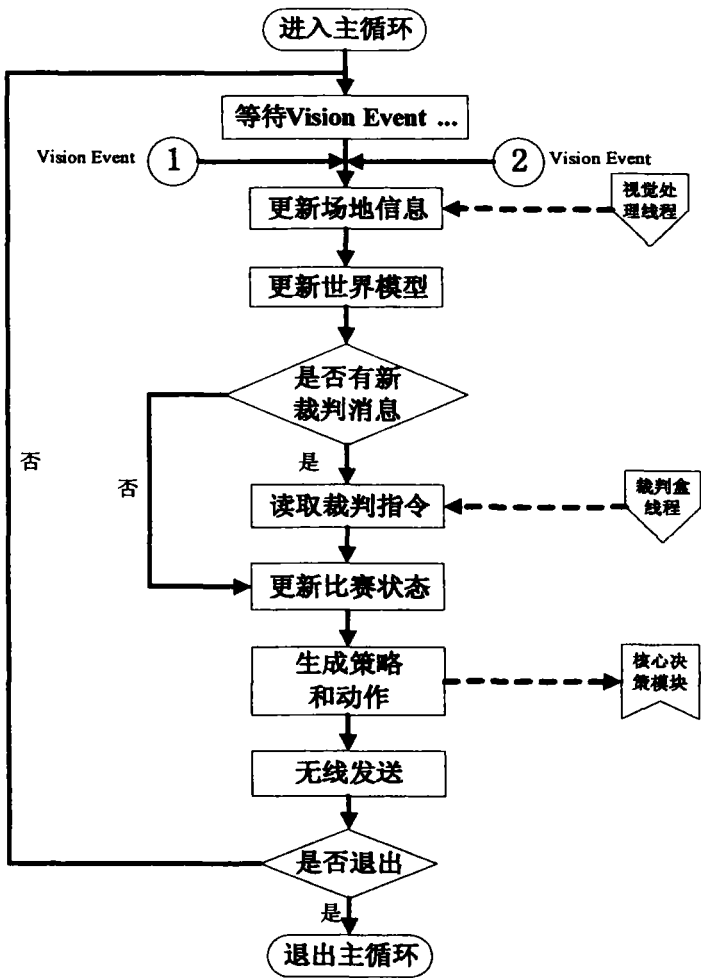 进入主循环
等待Vision Event ...
Vision Event
1
2
Vision Event
更新场地信息
视觉处
理线程
更新世界模型
是否有新
裁判消息
否
否
是
读取裁判指令
裁判盒
线程
更新比赛状态
生成策略
和动作
核心决
策模块
无线发送
是否退出
是
退出主循环